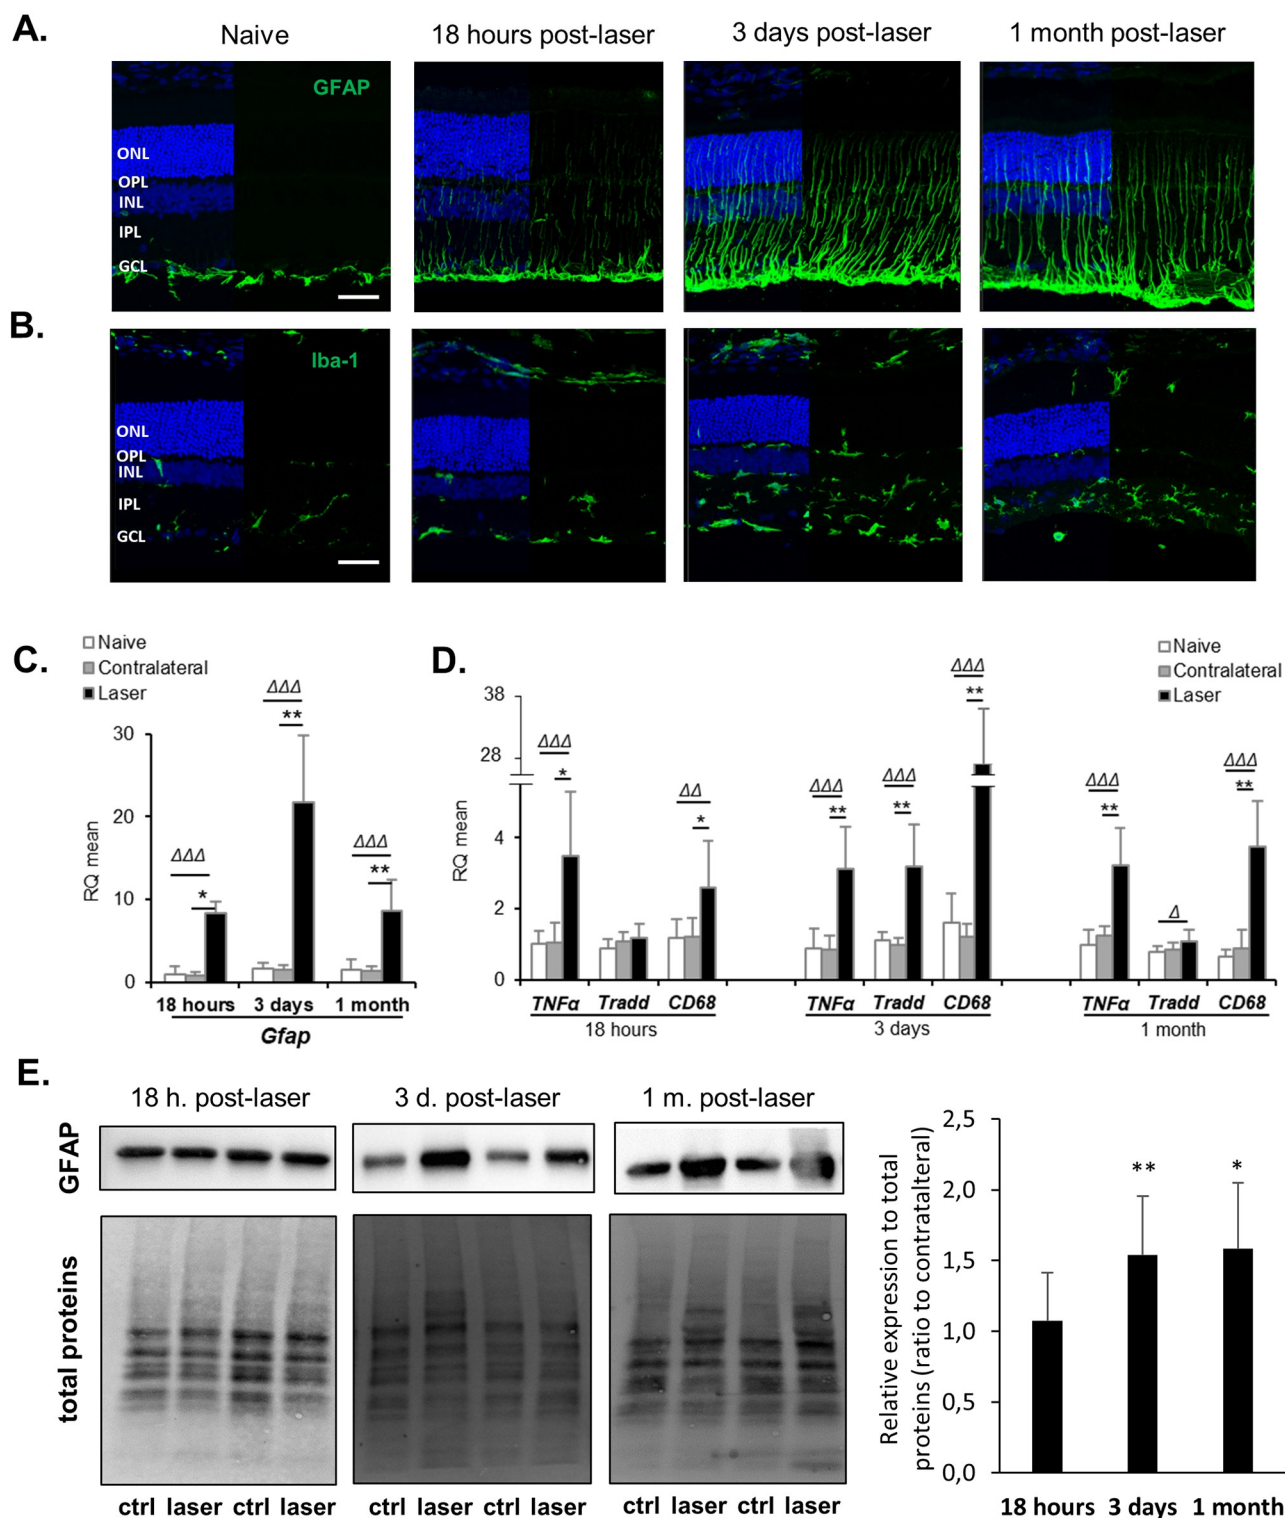 A.
Naive
18 hours post-laser
3 days post-laser
1 month post-laser
GFAP
ONL
OPL
INL
IPL
GCL
B.
Iba-1
ONL
OPL
INL
IPL
GCL
C.
Naive
Contralateral
Laser
RQ mean
30
20
10
0
ΔΔΔ
*
ΔΔΔ
**
ΔΔΔ
**
18 hours
3 days
1 month
Gfap
D.
Naive
Contralateral
Laser
RQ mean
38
28
4
2
0
ΔΔΔ
*
ΔΔ
*
ΔΔΔ
**
ΔΔΔ
**
ΔΔΔ
**
ΔΔΔ
**
Δ
ΔΔΔ
**
TNFα Tradd CD68
18 hours
TNFα Tradd CD68
3 days
TNFα Tradd CD68
1 month
E.
18 h. post-laser
3 d. post-laser
1 m. post-laser
GFAP
total proteins
ctrl laser ctrl laser
ctrl laser ctrl laser
ctrl laser ctrl laser
Relative expression to total
proteins (ratio to contratalteral)
2,5
2,0
1,5
1,0
0,5
0,0
**
*
18 hours 3 days 1 month